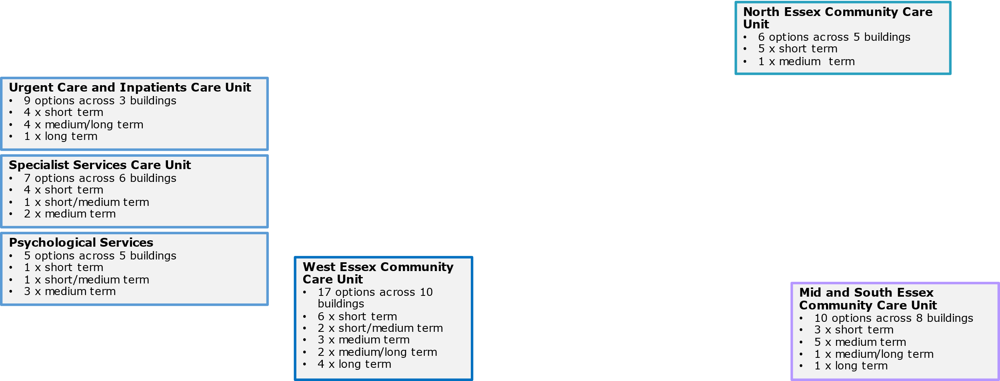 North Essex Community Care
Unit
• 6 options across 5 buildings
• 5 x short term
• 1 x medium  term
Urgent Care and Inpatients Care Unit
• 9 options across 3 buildings
• 4 x short term
• 4 x medium/long term
• 1 x long term
Specialist Services Care Unit
• 7 options across 6 buildings
• 4 x short term
• 1 x short/medium term
• 2 x medium term
Psychological Services
• 5 options across 5 buildings
• 1 x short term
• 1 x short/medium term
• 3 x medium term
West Essex Community
Care Unit
• 17 options across 10
buildings
• 6 x short term
• 2 x short/medium term
• 3 x medium term
• 2 x medium/long term
• 4 x long term
Mid and South Essex
Community Care Unit
• 10 options across 8 buildings
• 3 x short term
• 5 x medium term
• 1 x medium/long term
• 1 x long term